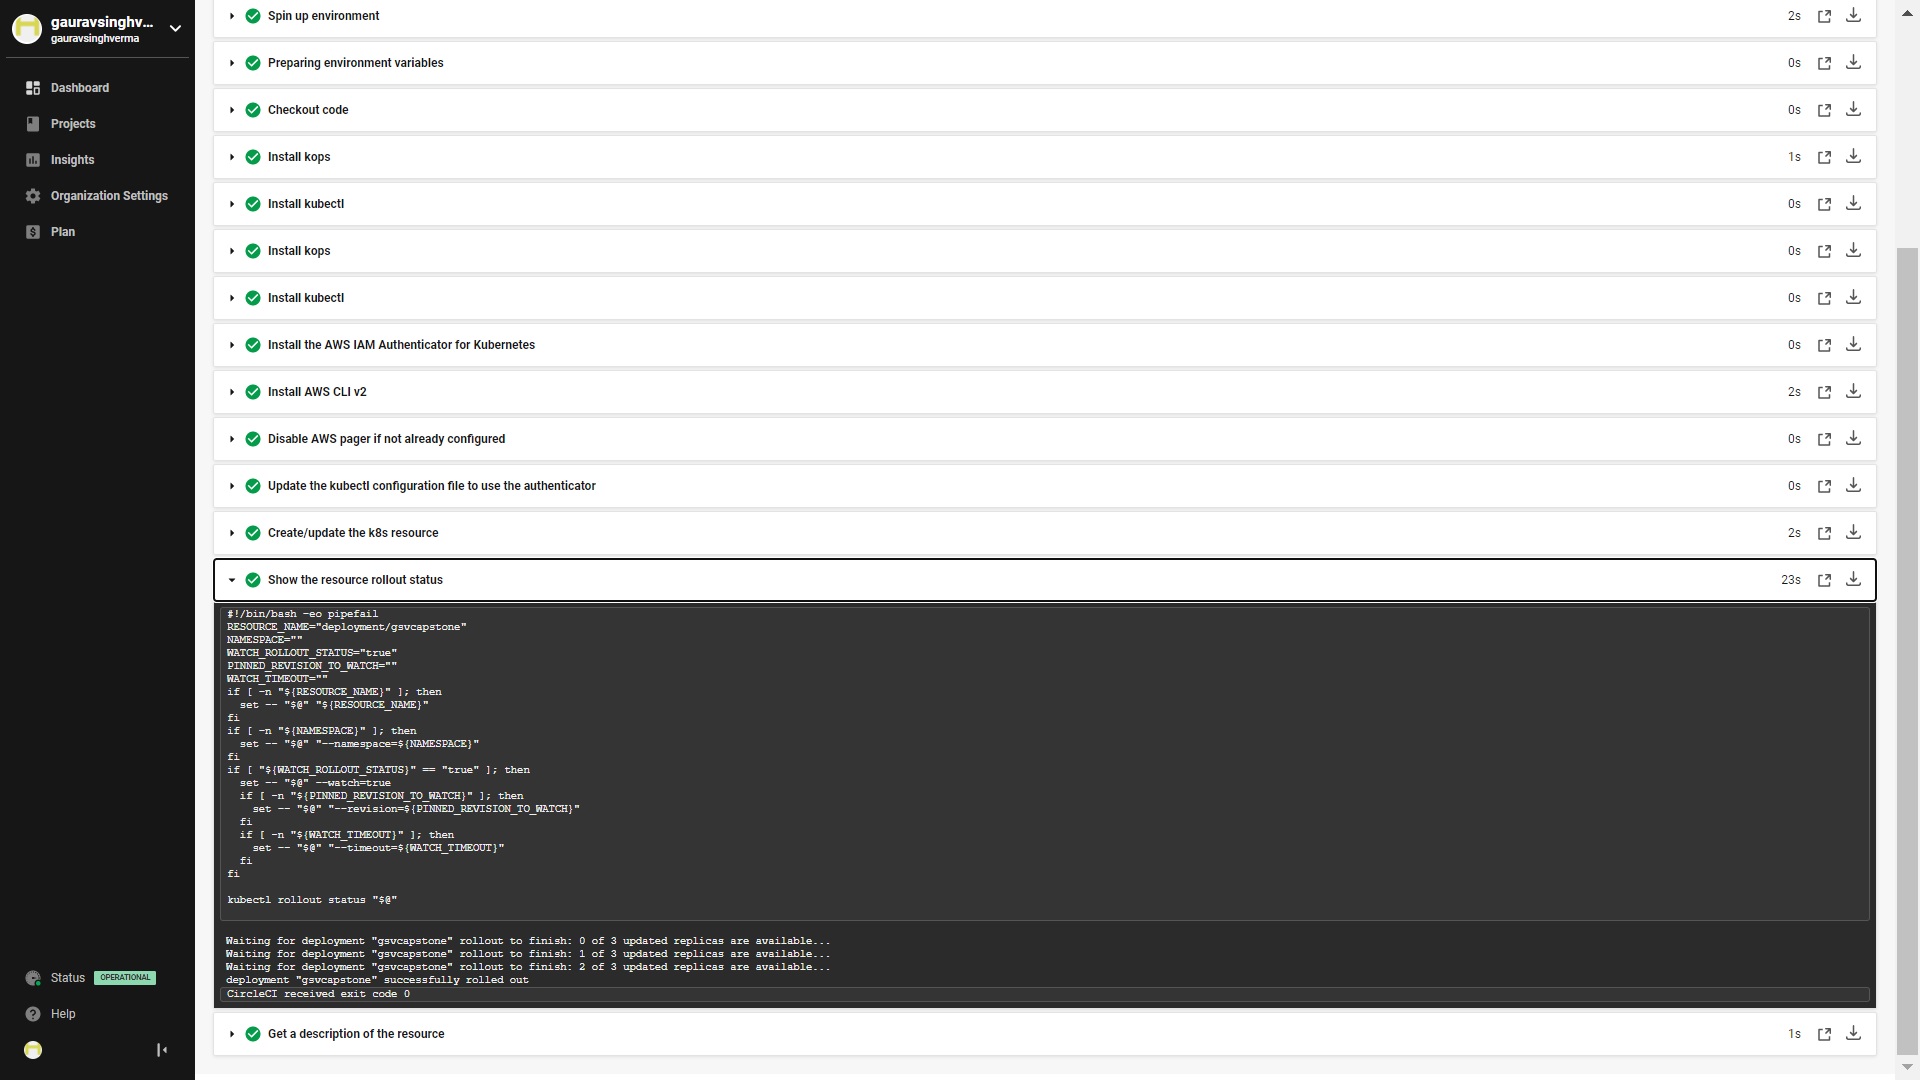 gauravsinghv...
gauravsinghverma
Dashboard
Projects
Insights
Organization Settings
Plan
Status OPERATIONAL
Help
Spin up environment 2s
Preparing environment variables 0s
Checkout code 0s
Install kops 1s
Install kubectl 0s
Install kops 0s
Install kubectl 0s
Install the AWS IAM Authenticator for Kubernetes 0s
Install AWS CLI v2 2s
Disable AWS pager if not already configured 0s
Update the kubectl configuration file to use the authenticator 0s
Create/update the k8s resource 2s
Show the resource rollout status 23s
#!/bin/bash -eo pipefail
RESOURCE_NAME="deployment/gsvcapstone"
NAMESPACE=""
WATCH_ROLLOUT_STATUS="true"
PINNED_REVISION_TO_WATCH=""
WATCH_TIMEOUT=""
if [ -n "${RESOURCE_NAME}" ]; then
  set -- "$@" "${RESOURCE_NAME}"
fi
if [ -n "${NAMESPACE}" ]; then
  set -- "$@" "--namespace=${NAMESPACE}"
fi
if [ "${WATCH_ROLLOUT_STATUS}" == "true" ]; then
  set -- "$@" --watch=true
  if [ -n "${PINNED_REVISION_TO_WATCH}" ]; then
    set -- "$@" "--revision=${PINNED_REVISION_TO_WATCH}"
  fi
  if [ -n "${WATCH_TIMEOUT}" ]; then
    set -- "$@" "--timeout=${WATCH_TIMEOUT}"
  fi
fi
kubectl rollout status "$@"
Waiting for deployment "gsvcapstone" rollout to finish: 0 of 3 updated replicas are available...
Waiting for deployment "gsvcapstone" rollout to finish: 1 of 3 updated replicas are available...
Waiting for deployment "gsvcapstone" rollout to finish: 2 of 3 updated replicas are available...
deployment "gsvcapstone" successfully rolled out
CircleCI received exit code 0
Get a description of the resource 1s